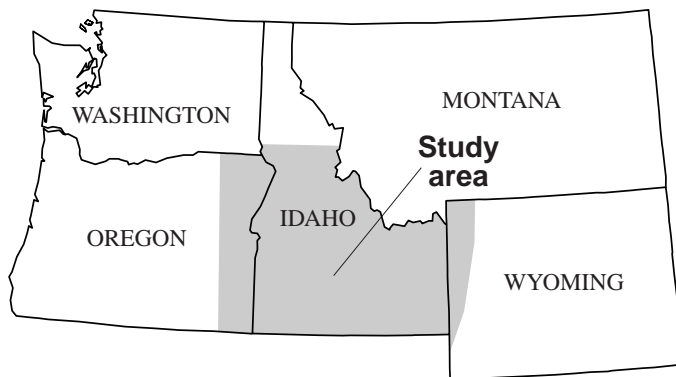 WASHINGTON
MONTANA
Study
area
IDAHO
OREGON
WYOMING